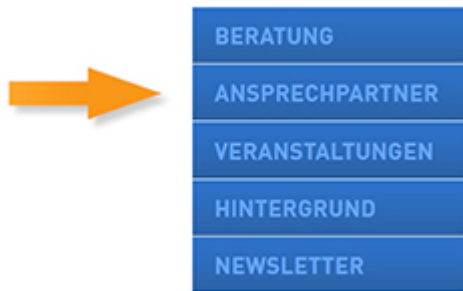 BERATUNG
ANSPRECHPARTNER
VERANSTALTUNGEN
HINTERGRUND
NEWSLETTER